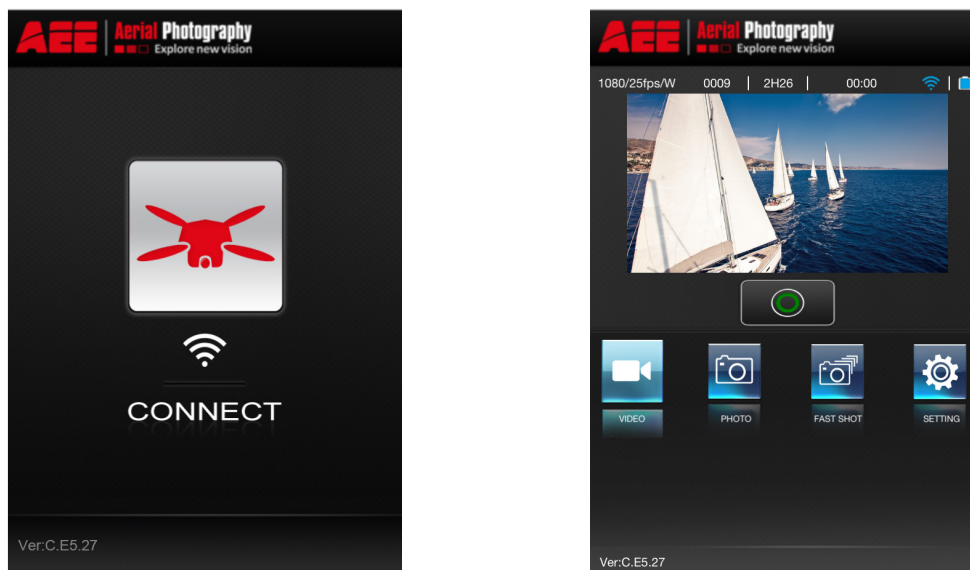 AEE Aerial Photography
Explore new vision
CONNECT
Ver:C.E5.27
AEE Aerial Photography
Explore new vision
1080/25fps/W 0009 | 2H26 | 00:00
VIDEO PHOTO FAST SHOT SETTING
Ver:C.E5.27